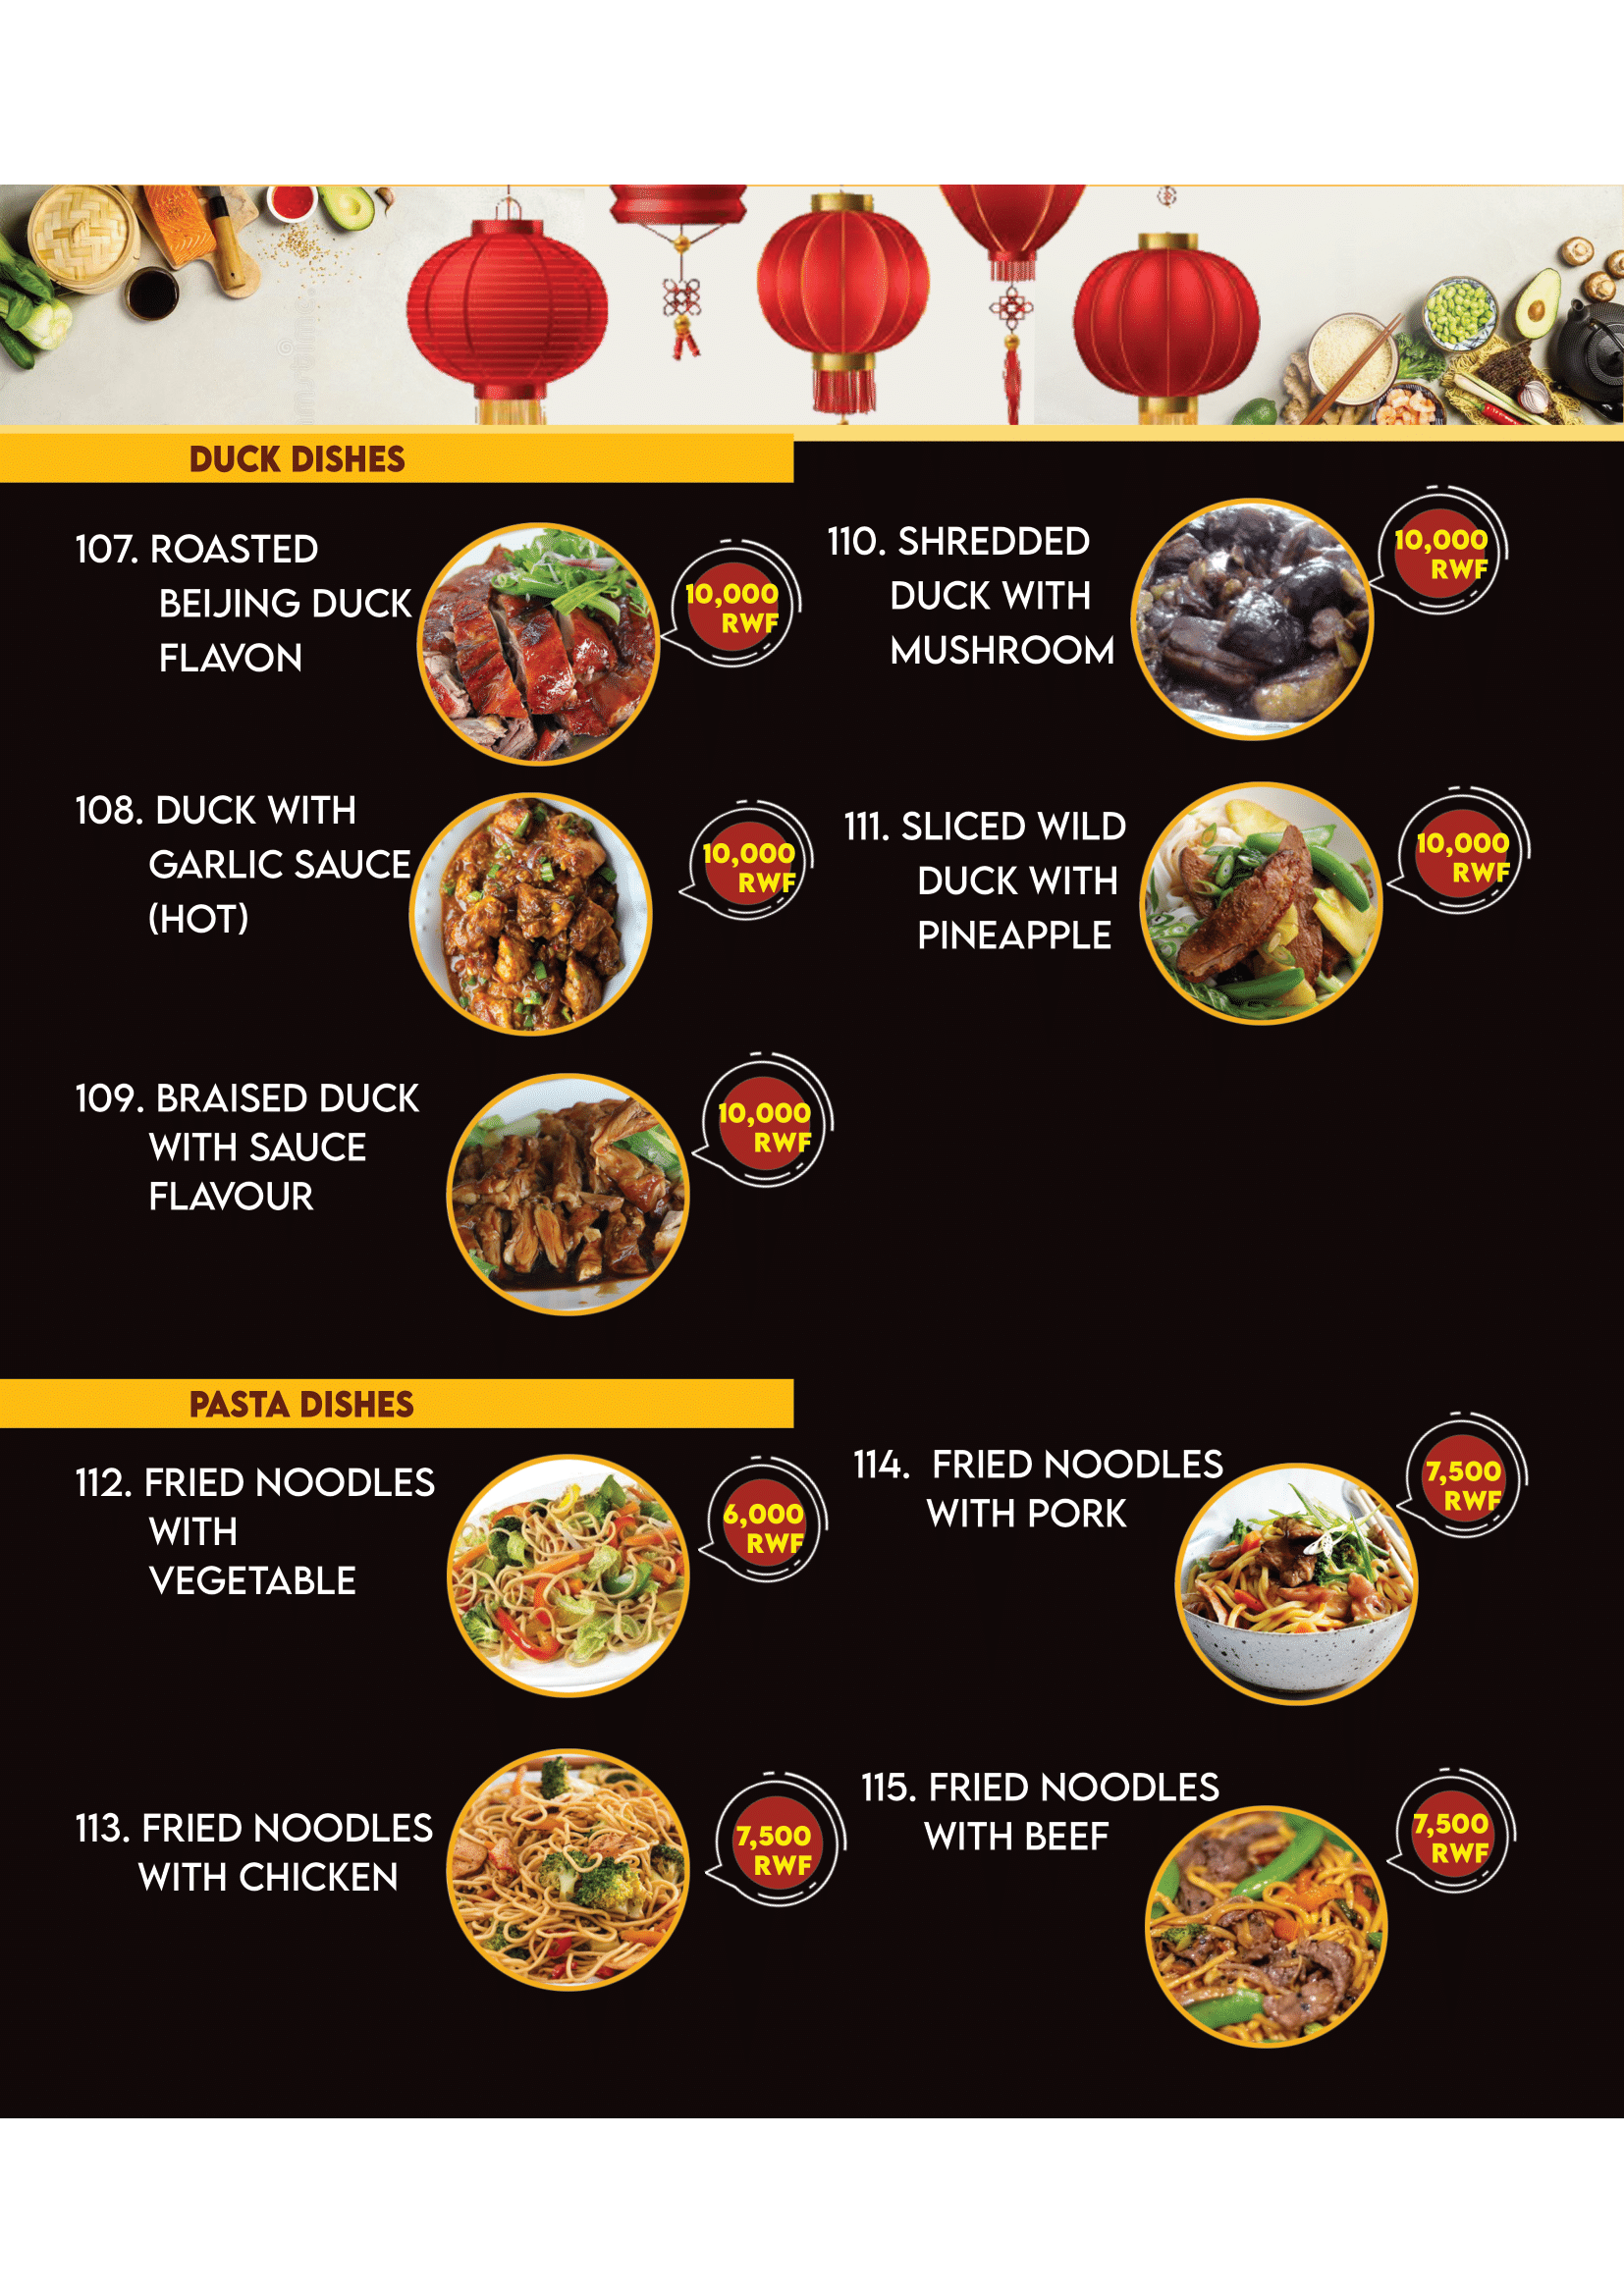 DUCK DISHES
107. ROASTED
BEIJING DUCK
FLAVON
10,000
RWF
108. DUCK WITH
GARLIC SAUCE
(HOT)
10,000
RWF
109. BRAISED DUCK
WITH SAUCE
FLAVOUR
10,000
RWF
110. SHREDDED
DUCK WITH
MUSHROOM
10,000
RWF
111. SLICED WILD
DUCK WITH
PINEAPPLE
10,000
RWF
PASTA DISHES
112. FRIED NOODLES
WITH
VEGETABLE
6,000
RWF
113. FRIED NOODLES
WITH CHICKEN
7,500
RWF
114. FRIED NOODLES
WITH PORK
7,500
RWF
115. FRIED NOODLES
WITH BEEF
7,500
RWF